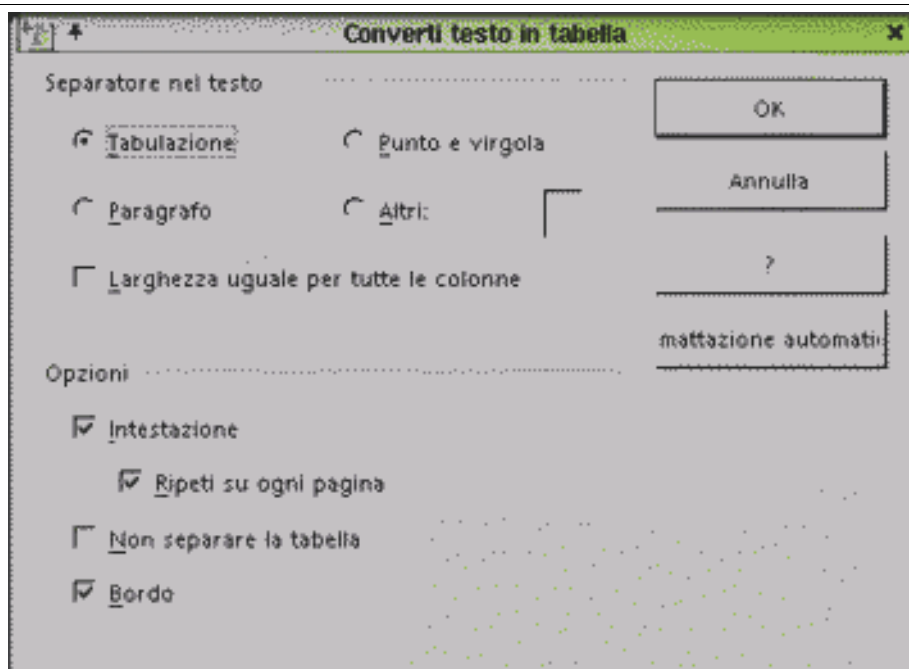 Converti testo in tabella
Separatore nel testo
Tabulazione
Punto e virgola
Paragrafo
Altri:
Larghezza uguale per tutte le colonne
OK
Annulla
?
mattazione automati
Opzioni
Intestazione
Ripeti su ogni pagina
Non separare la tabella
Bordo